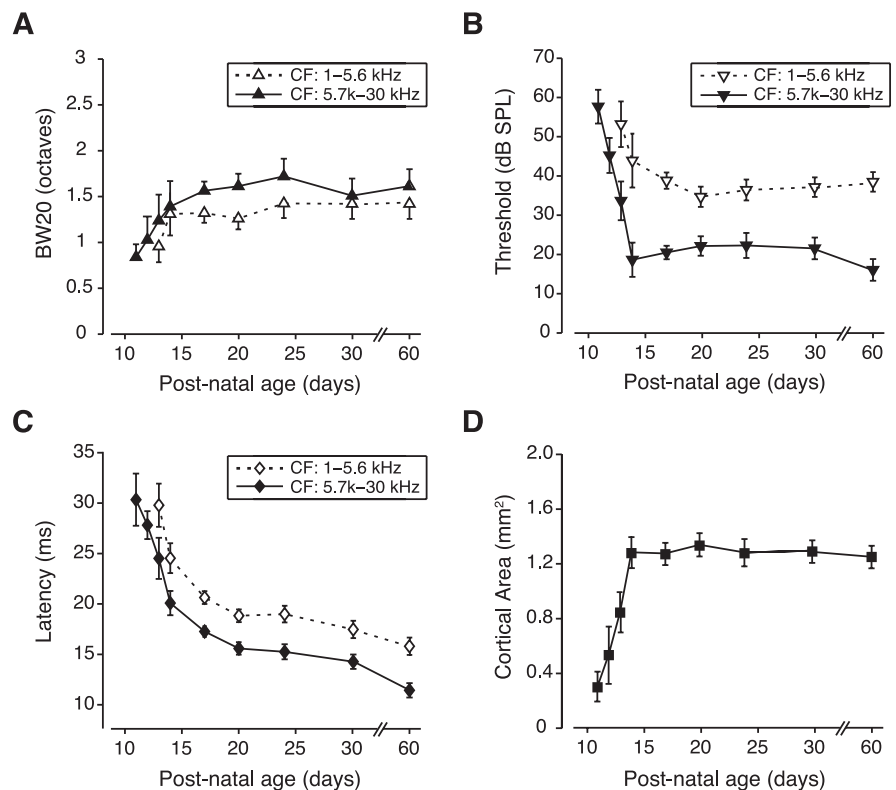 A
BW20 (octaves)
3
2.5
2
1.5
1
0.5
0
CF: 1–5.6 kHz
CF: 5.7k–30 kHz
10 15 20 25 30 60
Post-natal age (days)
B
Threshold (dB SPL)
70
60
50
40
30
20
10
0
CF: 1–5.6 kHz
CF: 5.7k–30 kHz
10 15 20 25 30 60
Post-natal age (days)
C
Latency (ms)
35
30
25
20
15
10
CF: 1–5.6 kHz
CF: 5.7k–30 kHz
10 15 20 25 30 60
Post-natal age (days)
D
Cortical Area (mm²)
2.0
1.6
1.2
0.8
0.4
0
10 15 20 25 30 60
Post-natal age (days)